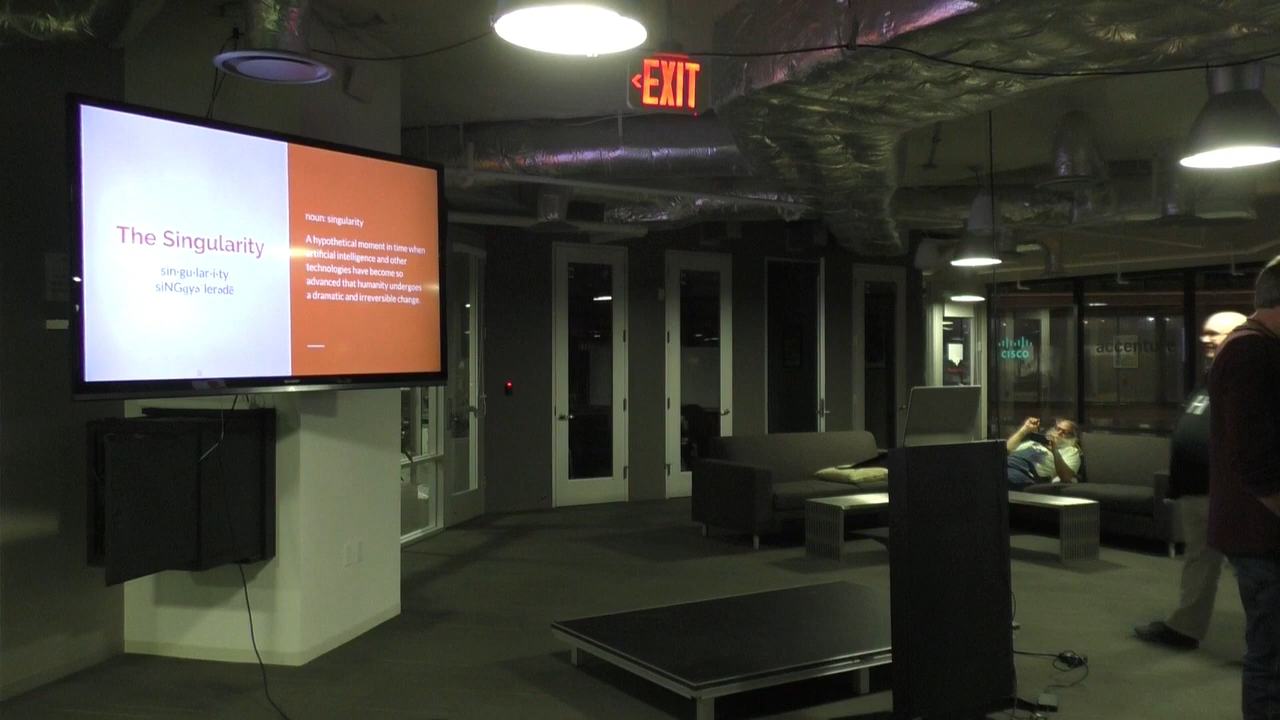 The Singularity
sin·gu·lar·i·ty
noun: singularity
A hypothetical moment in time when
artificial intelligence and other
technologies have become so
advanced that humanity undergoes
a dramatic and irreversible change.
<EXIT
CISCO
accenture
H